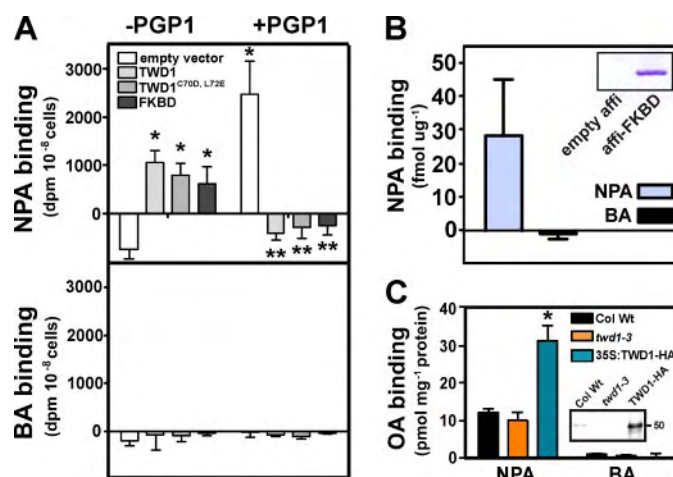 A
-PGP1 +PGP1
NPA binding
(dpm 10⁻⁸ cells)
3000
2000
1000
0
empty vector
TWD1
TWD1C70D, L72E
FKBD
*
*
*
*
**
**
**
BA binding
(dpm 10⁻⁸ cells)
3000
2000
1000
0
B
NPA binding
(fmol ug⁻¹)
50
40
30
20
10
0
empty affi
affi-FKBD
NPA
BA
C
OA binding
(pmol mg⁻¹ protein)
40
30
20
10
0
Col Wt
twd1-3
35S:TWD1-HA
*
Col Wt
twd1-3
TWD1-HA
50
NPA BA